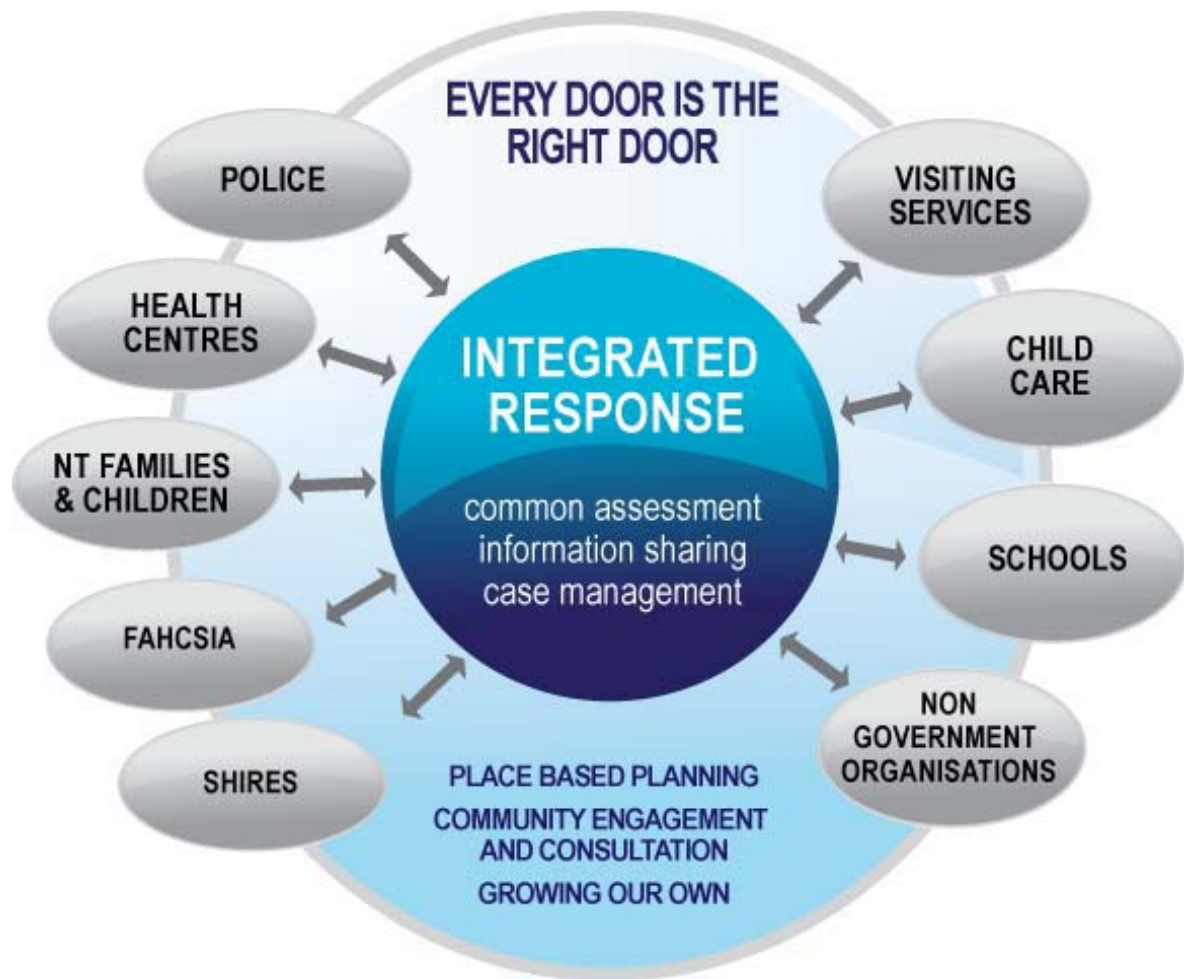 EVERY DOOR IS THE
RIGHT DOOR
POLICE
HEALTH
CENTRES
NT FAMILIES
& CHILDREN
FAHCSIA
SHIRES
INTEGRATED
RESPONSE
common assessment
information sharing
case management
VISITING
SERVICES
CHILD
CARE
SCHOOLS
NON
GOVERNMENT
ORGANISATIONS
PLACE BASED PLANNING
COMMUNITY ENGAGEMENT
AND CONSULTATION
GROWING OUR OWN